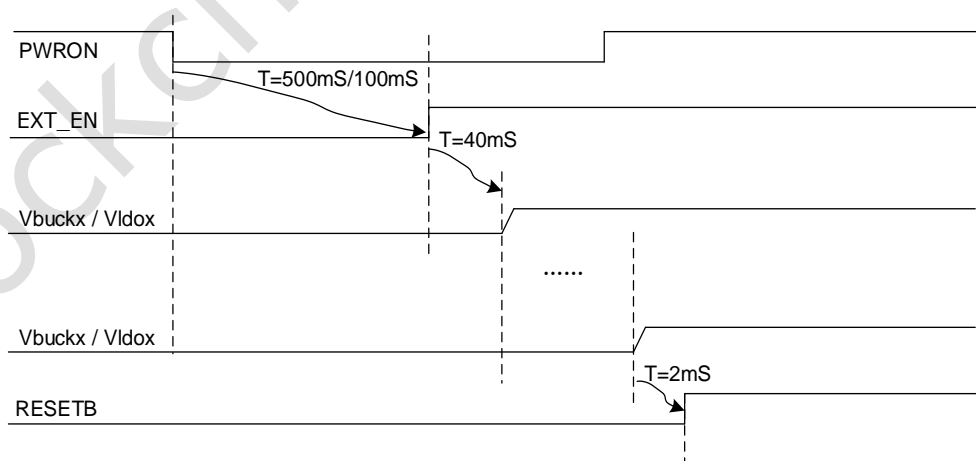 PWRON
T=500mS/100mS
EXT_EN
T=40mS
Vbuckx / Vldox
......
Vbuckx / Vldox
T=2mS
RESETB